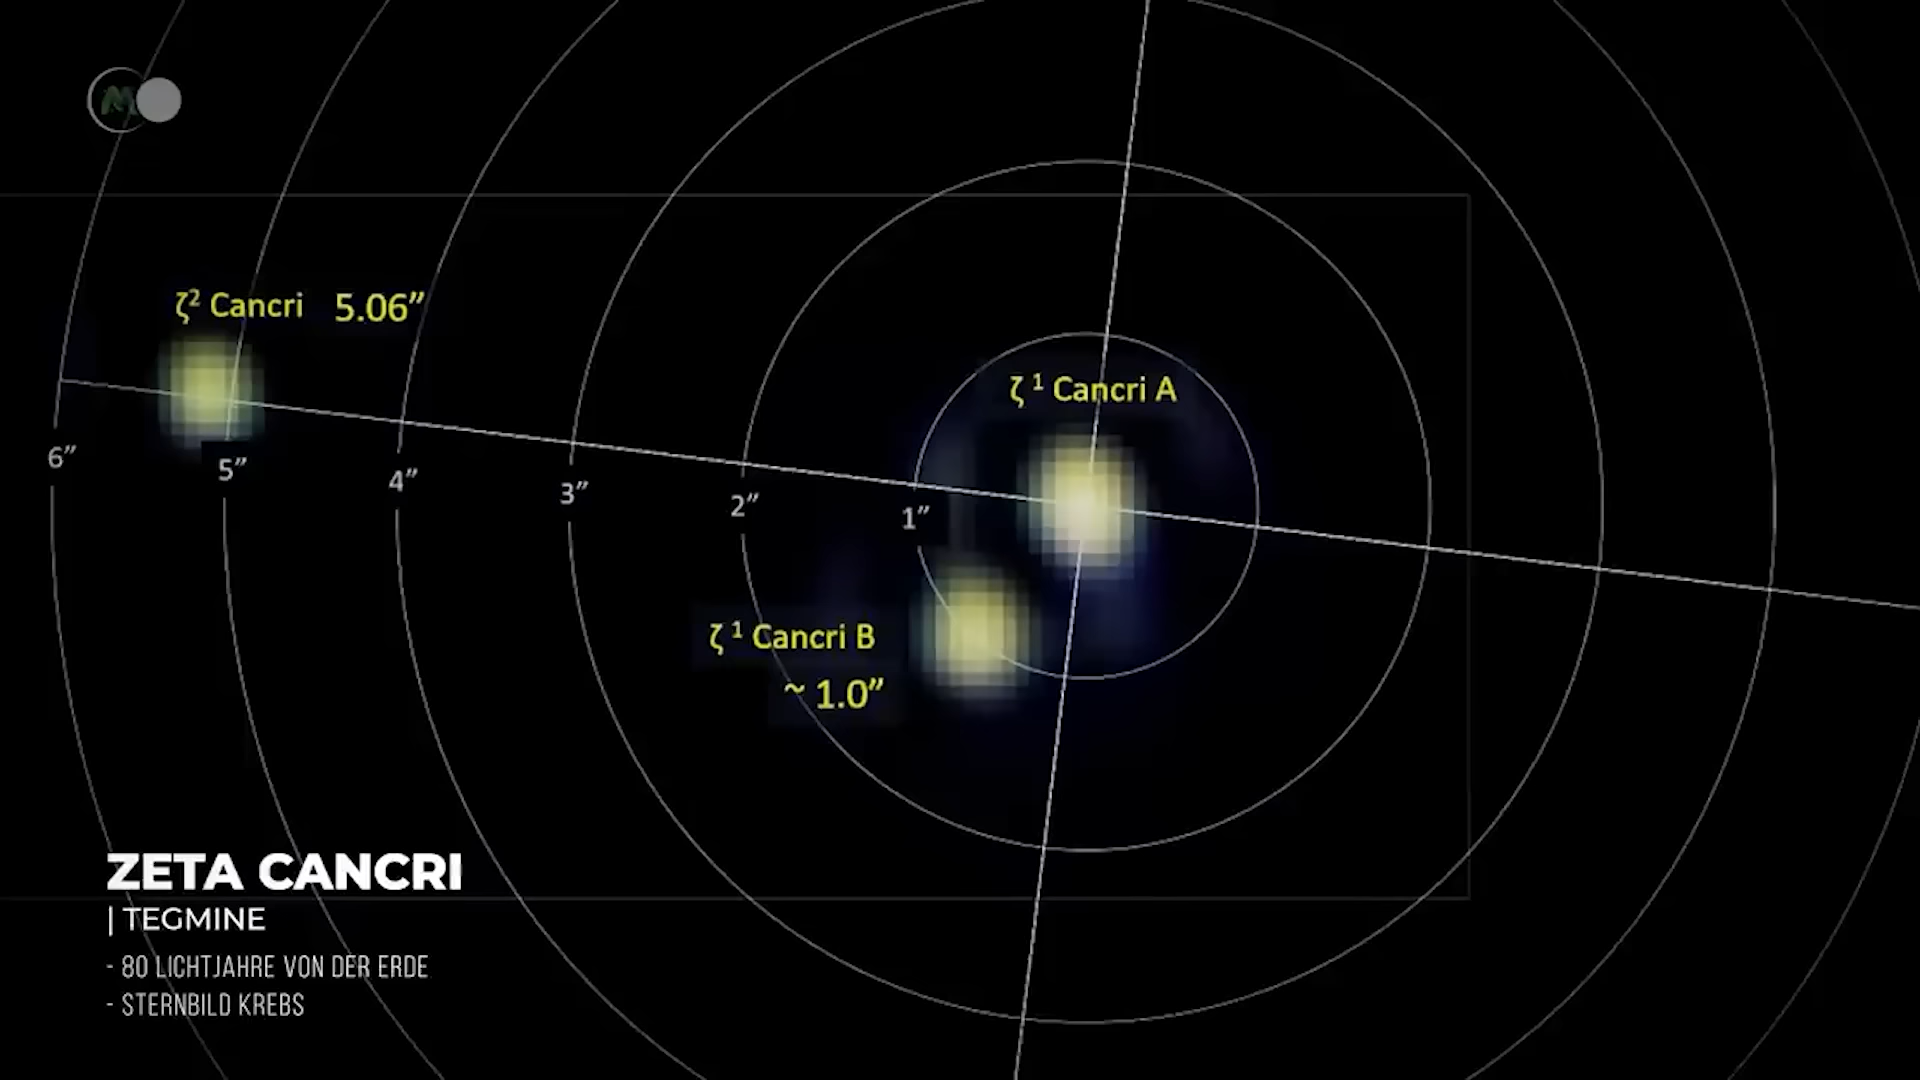 M
ζ² Cancri 5.06”
ζ ¹ Cancri A
6”
5”
4”
3”
2”
1”
ζ ¹ Cancri B
~ 1.0”
ZETA CANCRI
| TEGMINE
- 80 LICHTJAHRE VON DER ERDE
- STERNBILD KREBS